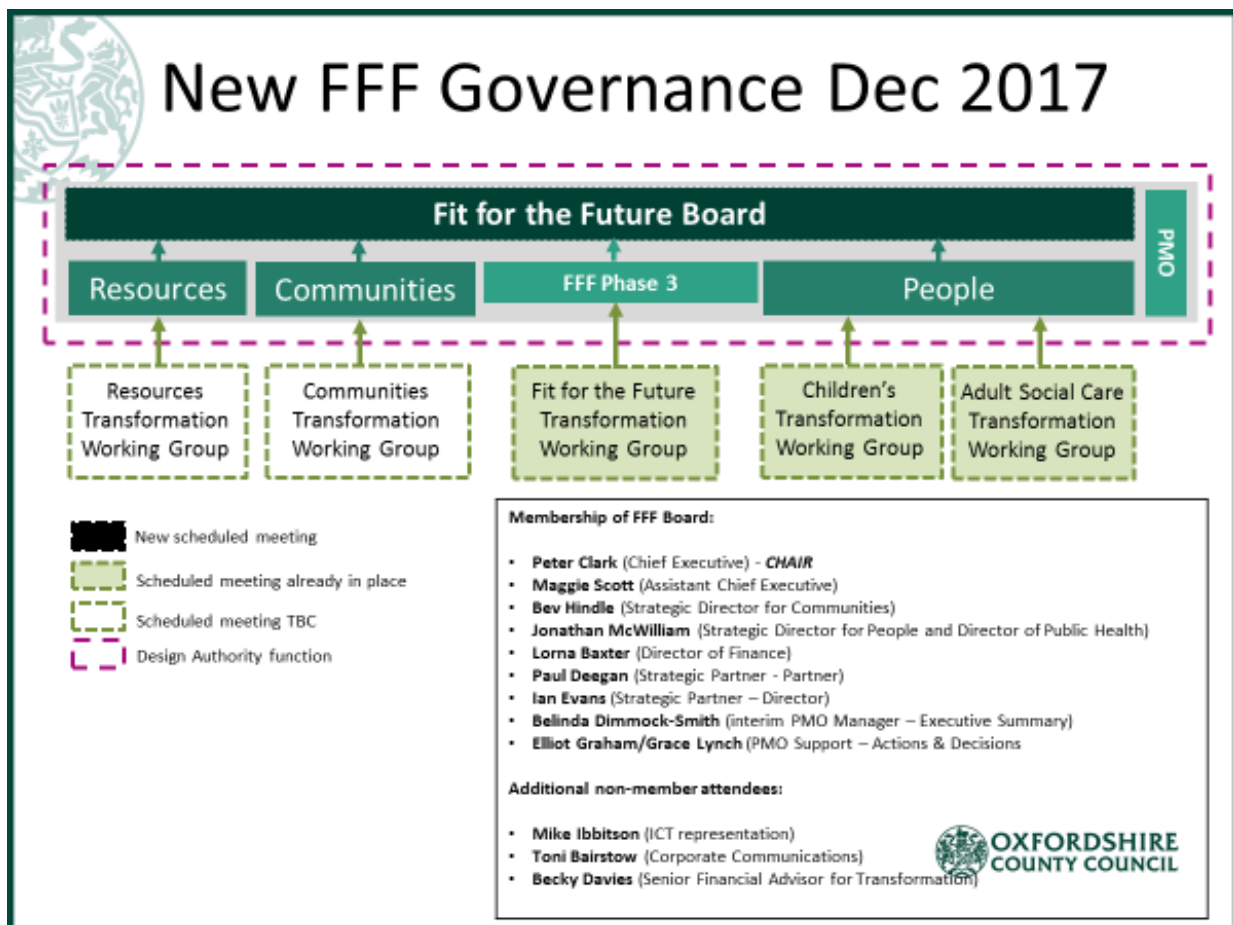 New FFF Governance Dec 2017
Fit for the Future Board
PMO
Resources
Communities
FFF Phase 3
People
Resources
Transformation
Working Group
Communities
Transformation
Working Group
Fit for the Future
Transformation
Working Group
Children's
Transformation
Working Group
Adult Social Care
Transformation
Working Group
New scheduled meeting
Scheduled meeting already in place
Scheduled meeting TBC
Design Authority function
Membership of FFF Board:
• Peter Clark (Chief Executive) - CHAIR
• Maggie Scott (Assistant Chief Executive)
• Bev Hindle (Strategic Director for Communities)
• Jonathan McWilliam (Strategic Director for People and Director of Public Health)
• Lorna Baxter (Director of Finance)
• Paul Deegan (Strategic Partner - Partner)
• Ian Evans (Strategic Partner – Director)
• Belinda Dimmock-Smith (interim PMO Manager – Executive Summary)
• Elliot Graham/Grace Lynch (PMO Support – Actions & Decisions
Additional non-member attendees:
• Mike Ibbitson (ICT representation)
• Toni Bairstow (Corporate Communications)
• Becky Davies (Senior Financial Advisor for Transformation)
OXFORDSHIRE
COUNTY COUNCIL